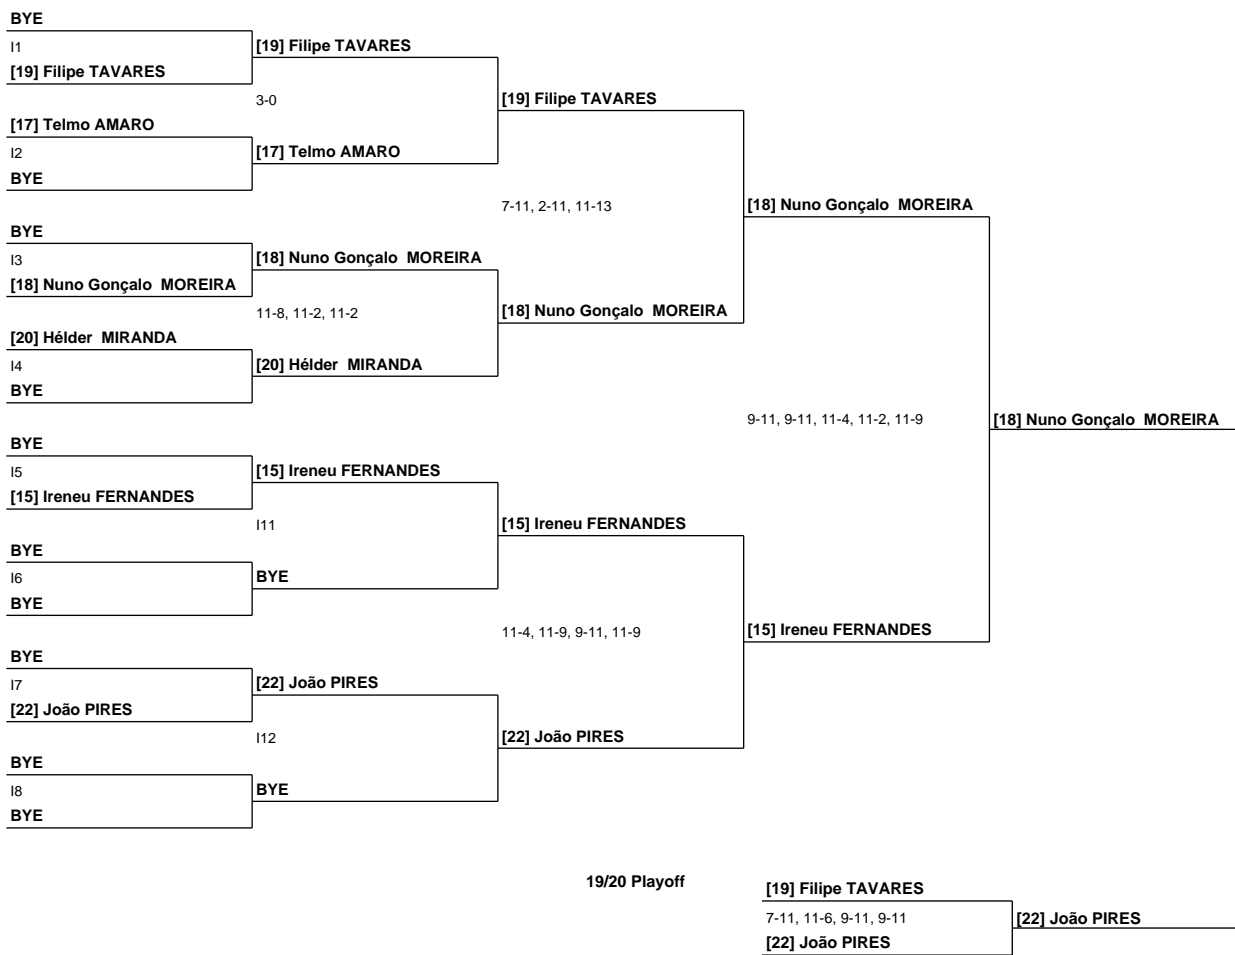 BYE
I1
[19] Filipe TAVARES
[19] Filipe TAVARES
3-0
[19] Filipe TAVARES
[17] Telmo AMARO
I2
[17] Telmo AMARO
BYE
7-11, 2-11, 11-13
[18] Nuno Gonçalo  MOREIRA
BYE
I3
[18] Nuno Gonçalo  MOREIRA
[18] Nuno Gonçalo  MOREIRA
11-8, 11-2, 11-2
[18] Nuno Gonçalo  MOREIRA
[20] Hélder  MIRANDA
I4
[20] Hélder  MIRANDA
BYE
9-11, 9-11, 11-4, 11-2, 11-9
[18] Nuno Gonçalo  MOREIRA
BYE
I5
[15] Ireneu FERNANDES
[15] Ireneu FERNANDES
I11
[15] Ireneu FERNANDES
BYE
I6
BYE
BYE
11-4, 11-9, 9-11, 11-9
[15] Ireneu FERNANDES
BYE
I7
[22] João PIRES
[22] João PIRES
I12
[22] João PIRES
BYE
I8
BYE
BYE
19/20 Playoff
[19] Filipe TAVARES
7-11, 11-6, 9-11, 9-11
[22] João PIRES
[22] João PIRES